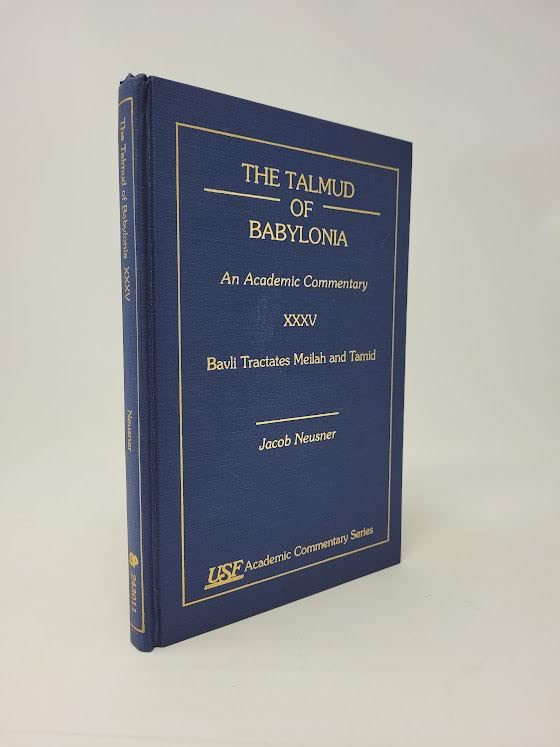 THE TALMUD
OF
BABYLONIA
An Academic Commentary
XXXV
Bavli Tractates Meilah and Tamid
Jacob Neusner
USF Academic Commentary Series
The Talmud of Babylonia XXXV
Neusner
243011